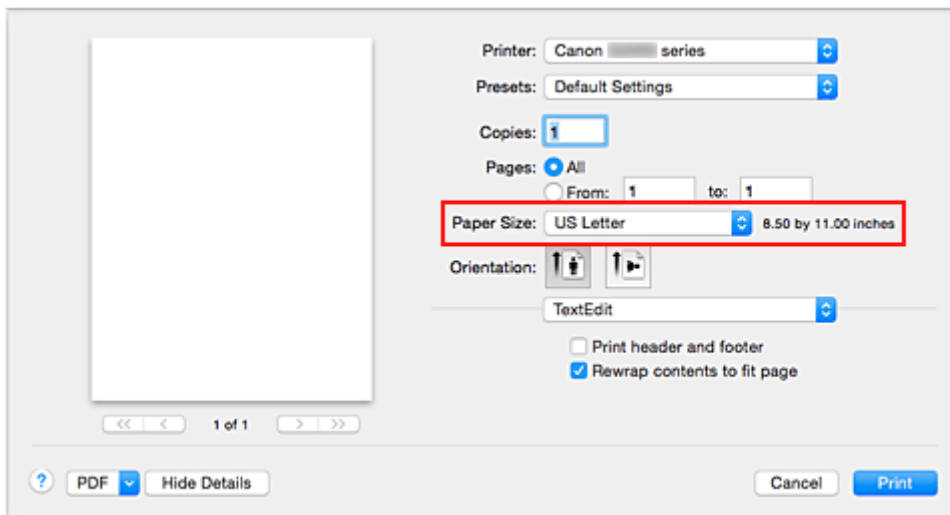 Printer: Canon series
Presets: Default Settings
Copies: 1
Pages: All
From: 1 to: 1
Paper Size: US Letter 8.50 by 11.00 inches
Orientation:
TextEdit
Print header and footer
Rewrap contents to fit page
<< < 1 of 1 > >>
? PDF Hide Details Cancel Print